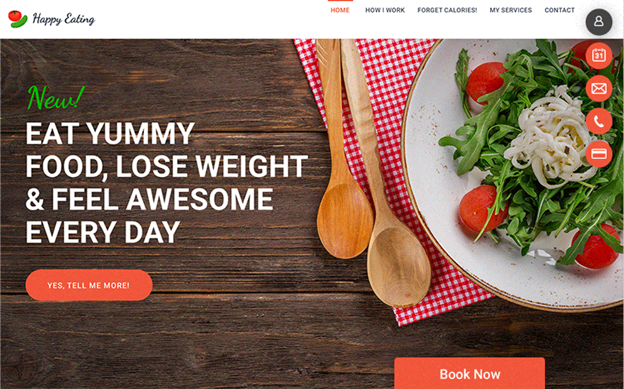 Happy Eating
HOME HOW I WORK FORGET CALORIES! MY SERVICES CONTACT
31
New!
EAT YUMMY
FOOD, LOSE WEIGHT
& FEEL AWESOME
EVERY DAY
YES, TELL ME MORE!
Book Now